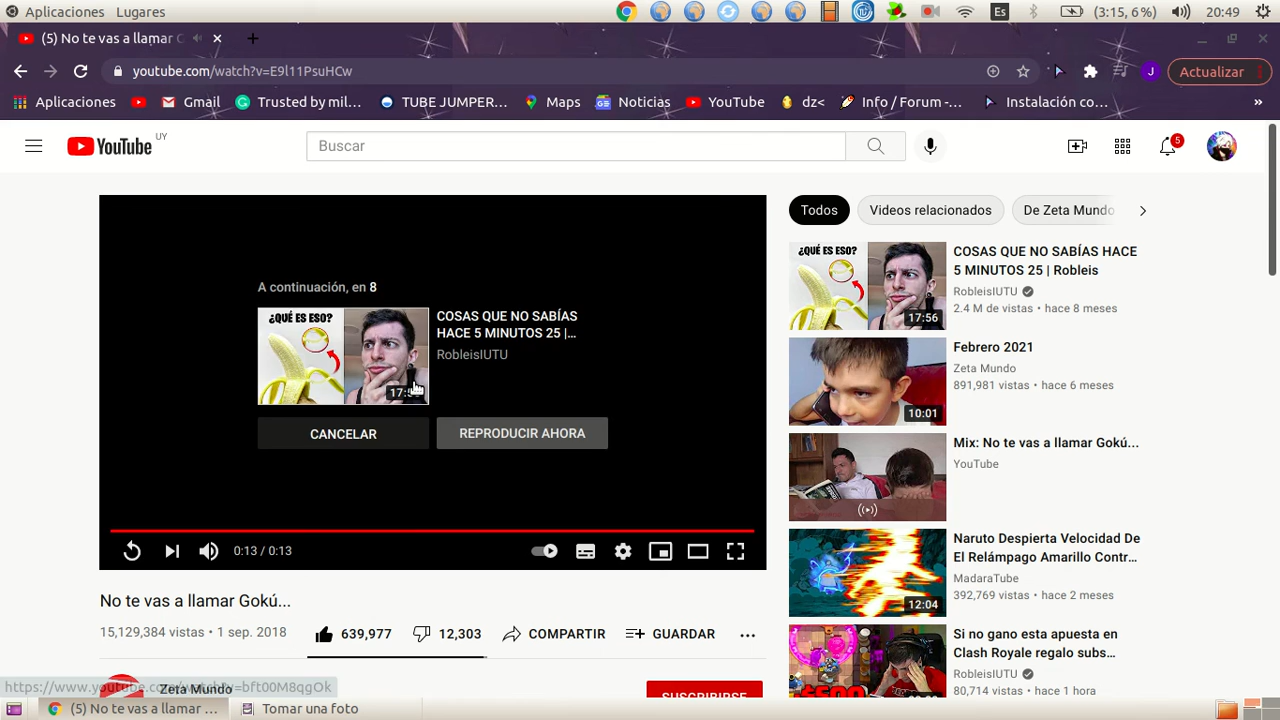 Aplicaciones Lugares
Es (3:15, 6%) 20:49
(5) No te vas a llamar
youtube.com/watch?v=E9l11PsuHCw
J Actualizar
Aplicaciones Gmail Trusted by mil... TUBE JUMPER... Maps Noticias YouTube dz< Info / Forum -... Instalación co... »
YouTube UY
Buscar
5
Todos Videos relacionados De Zeta Mundo
A continuación, en 8
¿QUÉ ES ESO?
COSAS QUE NO SABÍAS
HACE 5 MINUTOS 25 |...
RobleisIUTU
CANCELAR REPRODUCIR AHORA
0:13 / 0:13
No te vas a llamar Gokú...
15,129,384 vistas • 1 sep. 2018
639,977 12,303 COMPARTIR GUARDAR
Zeta Mundo
SUSCRIBIRSE
¿QUÉ ES ESO?
17:56
COSAS QUE NO SABÍAS HACE
5 MINUTOS 25 | Robleis
RobleisIUTU
2.4 M de vistas • hace 8 meses
10:01
Febrero 2021
Zeta Mundo
891,981 vistas • hace 6 meses
Mix: No te vas a llamar Gokú...
YouTube
12:04
Naruto Despierta Velocidad De
El Relámpago Amarillo Contr...
MadaraTube
392,769 vistas • hace 2 meses
Si no gano esta apuesta en
Clash Royale regalo subs...
RobleisIUTU
80,714 vistas • hace 1 hora
(5) No te vas a llamar ... Tomar una foto